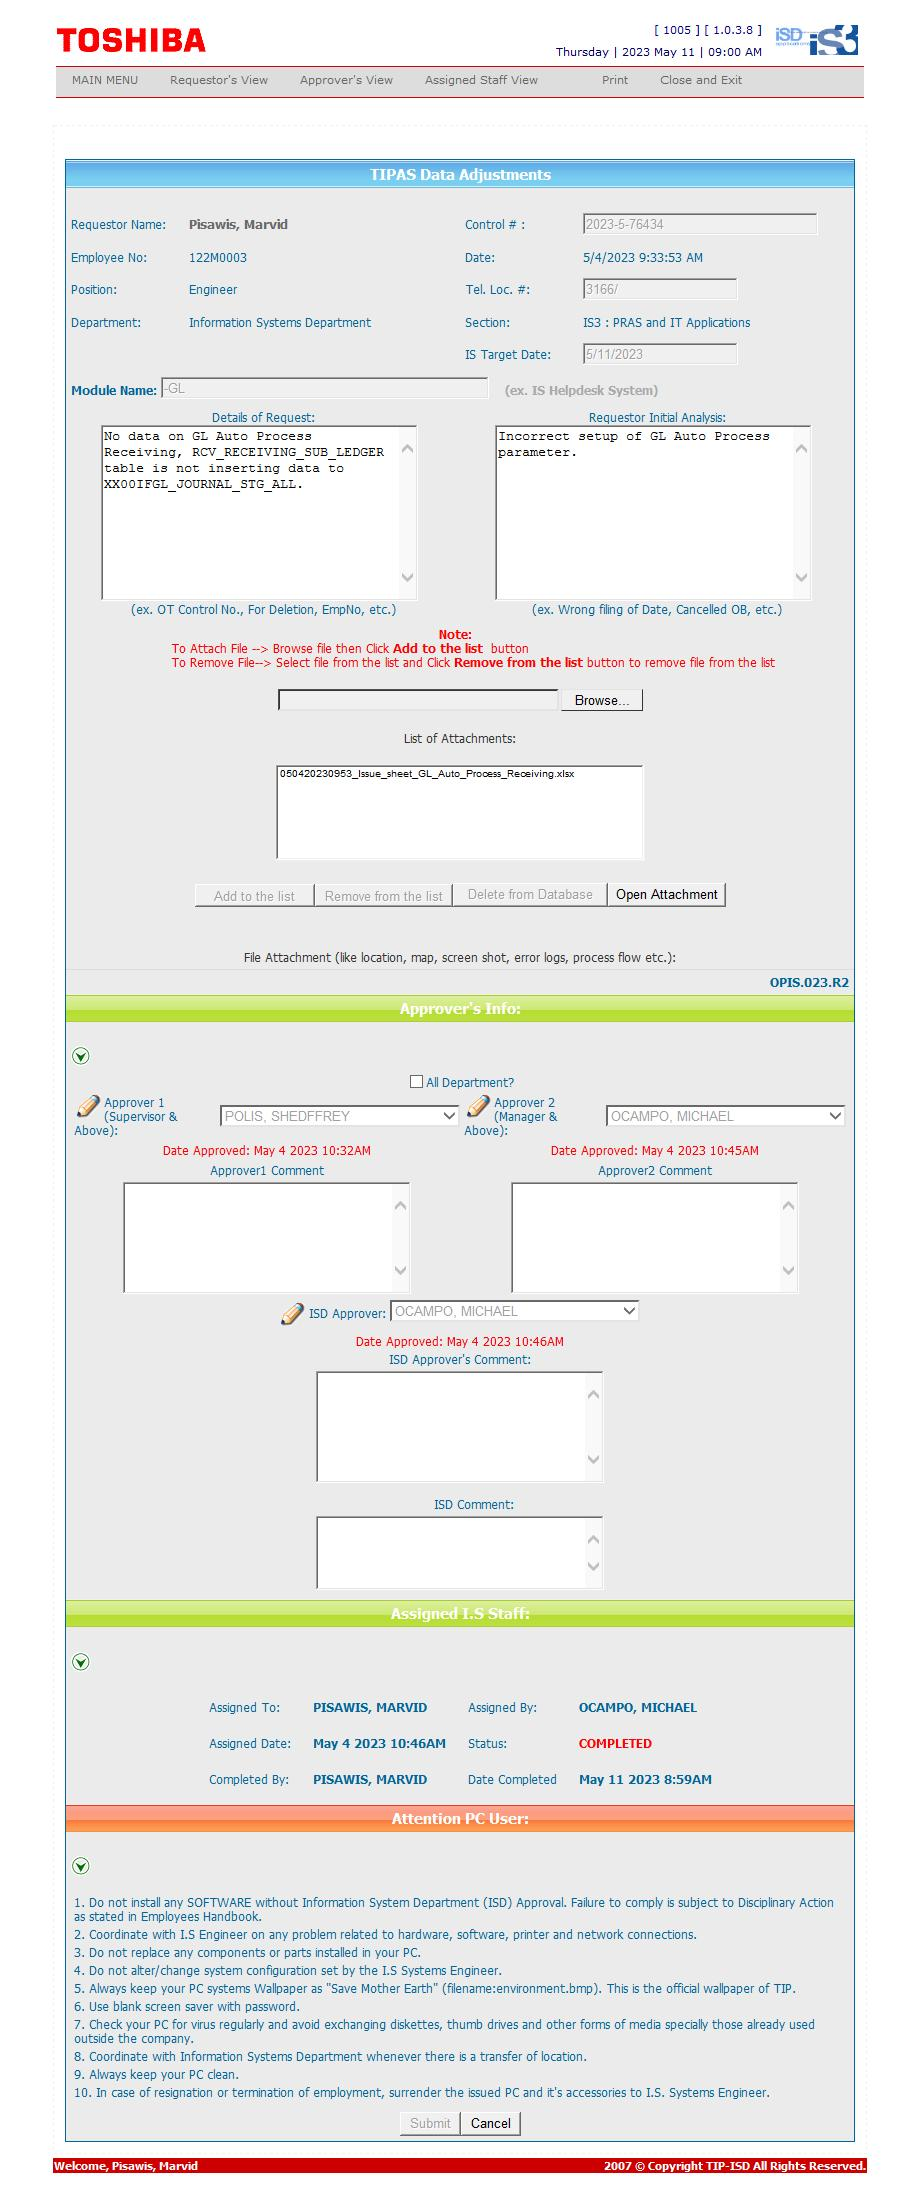 TOSHIBA
[ 1005 ] [ 1.0.3.8 ]
Thursday | 2023 May 11 | 09:00 AM
iSD
iS3
MAIN MENU Requestor's View Approver's View Assigned Staff View Print Close and Exit
TIPAS Data Adjustments
Requestor Name: Pisawis, Marvid Control # : 2023-5-76434
Employee No: 122M0003 Date: 5/4/2023 9:33:53 AM
Position: Engineer Tel. Loc. #: 3166/
Department: Information Systems Department Section: IS3 : PRAS and IT Applications
IS Target Date: 5/11/2023
Module Name: -GL (ex. IS Helpdesk System)
Details of Request:
No data on GL Auto Process
Receiving, RCV_RECEIVING_SUB_LEDGER
table is not inserting data to
XX00IFGL_JOURNAL_STG_ALL.
(ex. OT Control No., For Deletion, EmpNo, etc.)
Requestor Initial Analysis:
Incorrect setup of GL Auto Process
parameter.
(ex. Wrong filing of Date, Cancelled OB, etc.)
Note:
To Attach File --> Browse file then Click Add to the list button
To Remove File--> Select file from the list and Click Remove from the list button to remove file from the list
Browse...
List of Attachments:
050420230953_Issue_sheet_GL_Auto_Process_Receiving.xlsx
Add to the list Remove from the list Delete from Database Open Attachment
File Attachment (like location, map, screen shot, error logs, process flow etc.):
OPIS.023.R2
Approver's Info:
All Department?
Approver 1
(Supervisor &
Above):
POLIS, SHEDFFREY
Approver 2
(Manager &
Above):
OCAMPO, MICHAEL
Date Approved: May 4 2023 10:32AM Date Approved: May 4 2023 10:45AM
Approver1 Comment Approver2 Comment
ISD Approver: OCAMPO, MICHAEL
Date Approved: May 4 2023 10:46AM
ISD Approver's Comment:
ISD Comment:
Assigned I.S Staff:
Assigned To: PISAWIS, MARVID Assigned By: OCAMPO, MICHAEL
Assigned Date: May 4 2023 10:46AM Status: COMPLETED
Completed By: PISAWIS, MARVID Date Completed May 11 2023 8:59AM
Attention PC User:
1. Do not install any SOFTWARE without Information System Department (ISD) Approval. Failure to comply is subject to Disciplinary Action
as stated in Employees Handbook.
2. Coordinate with I.S Engineer on any problem related to hardware, software, printer and network connections.
3. Do not replace any components or parts installed in your PC.
4. Do not alter/change system configuration set by the I.S Systems Engineer.
5. Always keep your PC systems Wallpaper as "Save Mother Earth" (filename:environment.bmp). This is the official wallpaper of TIP.
6. Use blank screen saver with password.
7. Check your PC for virus regularly and avoid exchanging diskettes, thumb drives and other forms of media specially those already used
outside the company.
8. Coordinate with Information Systems Department whenever there is a transfer of location.
9. Always keep your PC clean.
10. In case of resignation or termination of employment, surrender the issued PC and it's accessories to I.S. Systems Engineer.
Submit Cancel
Welcome, Pisawis, Marvid 2007 © Copyright TIP-ISD All Rights Reserved.